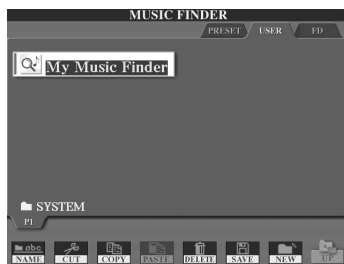 MUSIC FINDER
PRESET USER FD
My Music Finder
SYSTEM
P1
abc
NAME CUT COPY PASTE DELETE SAVE NEW UP